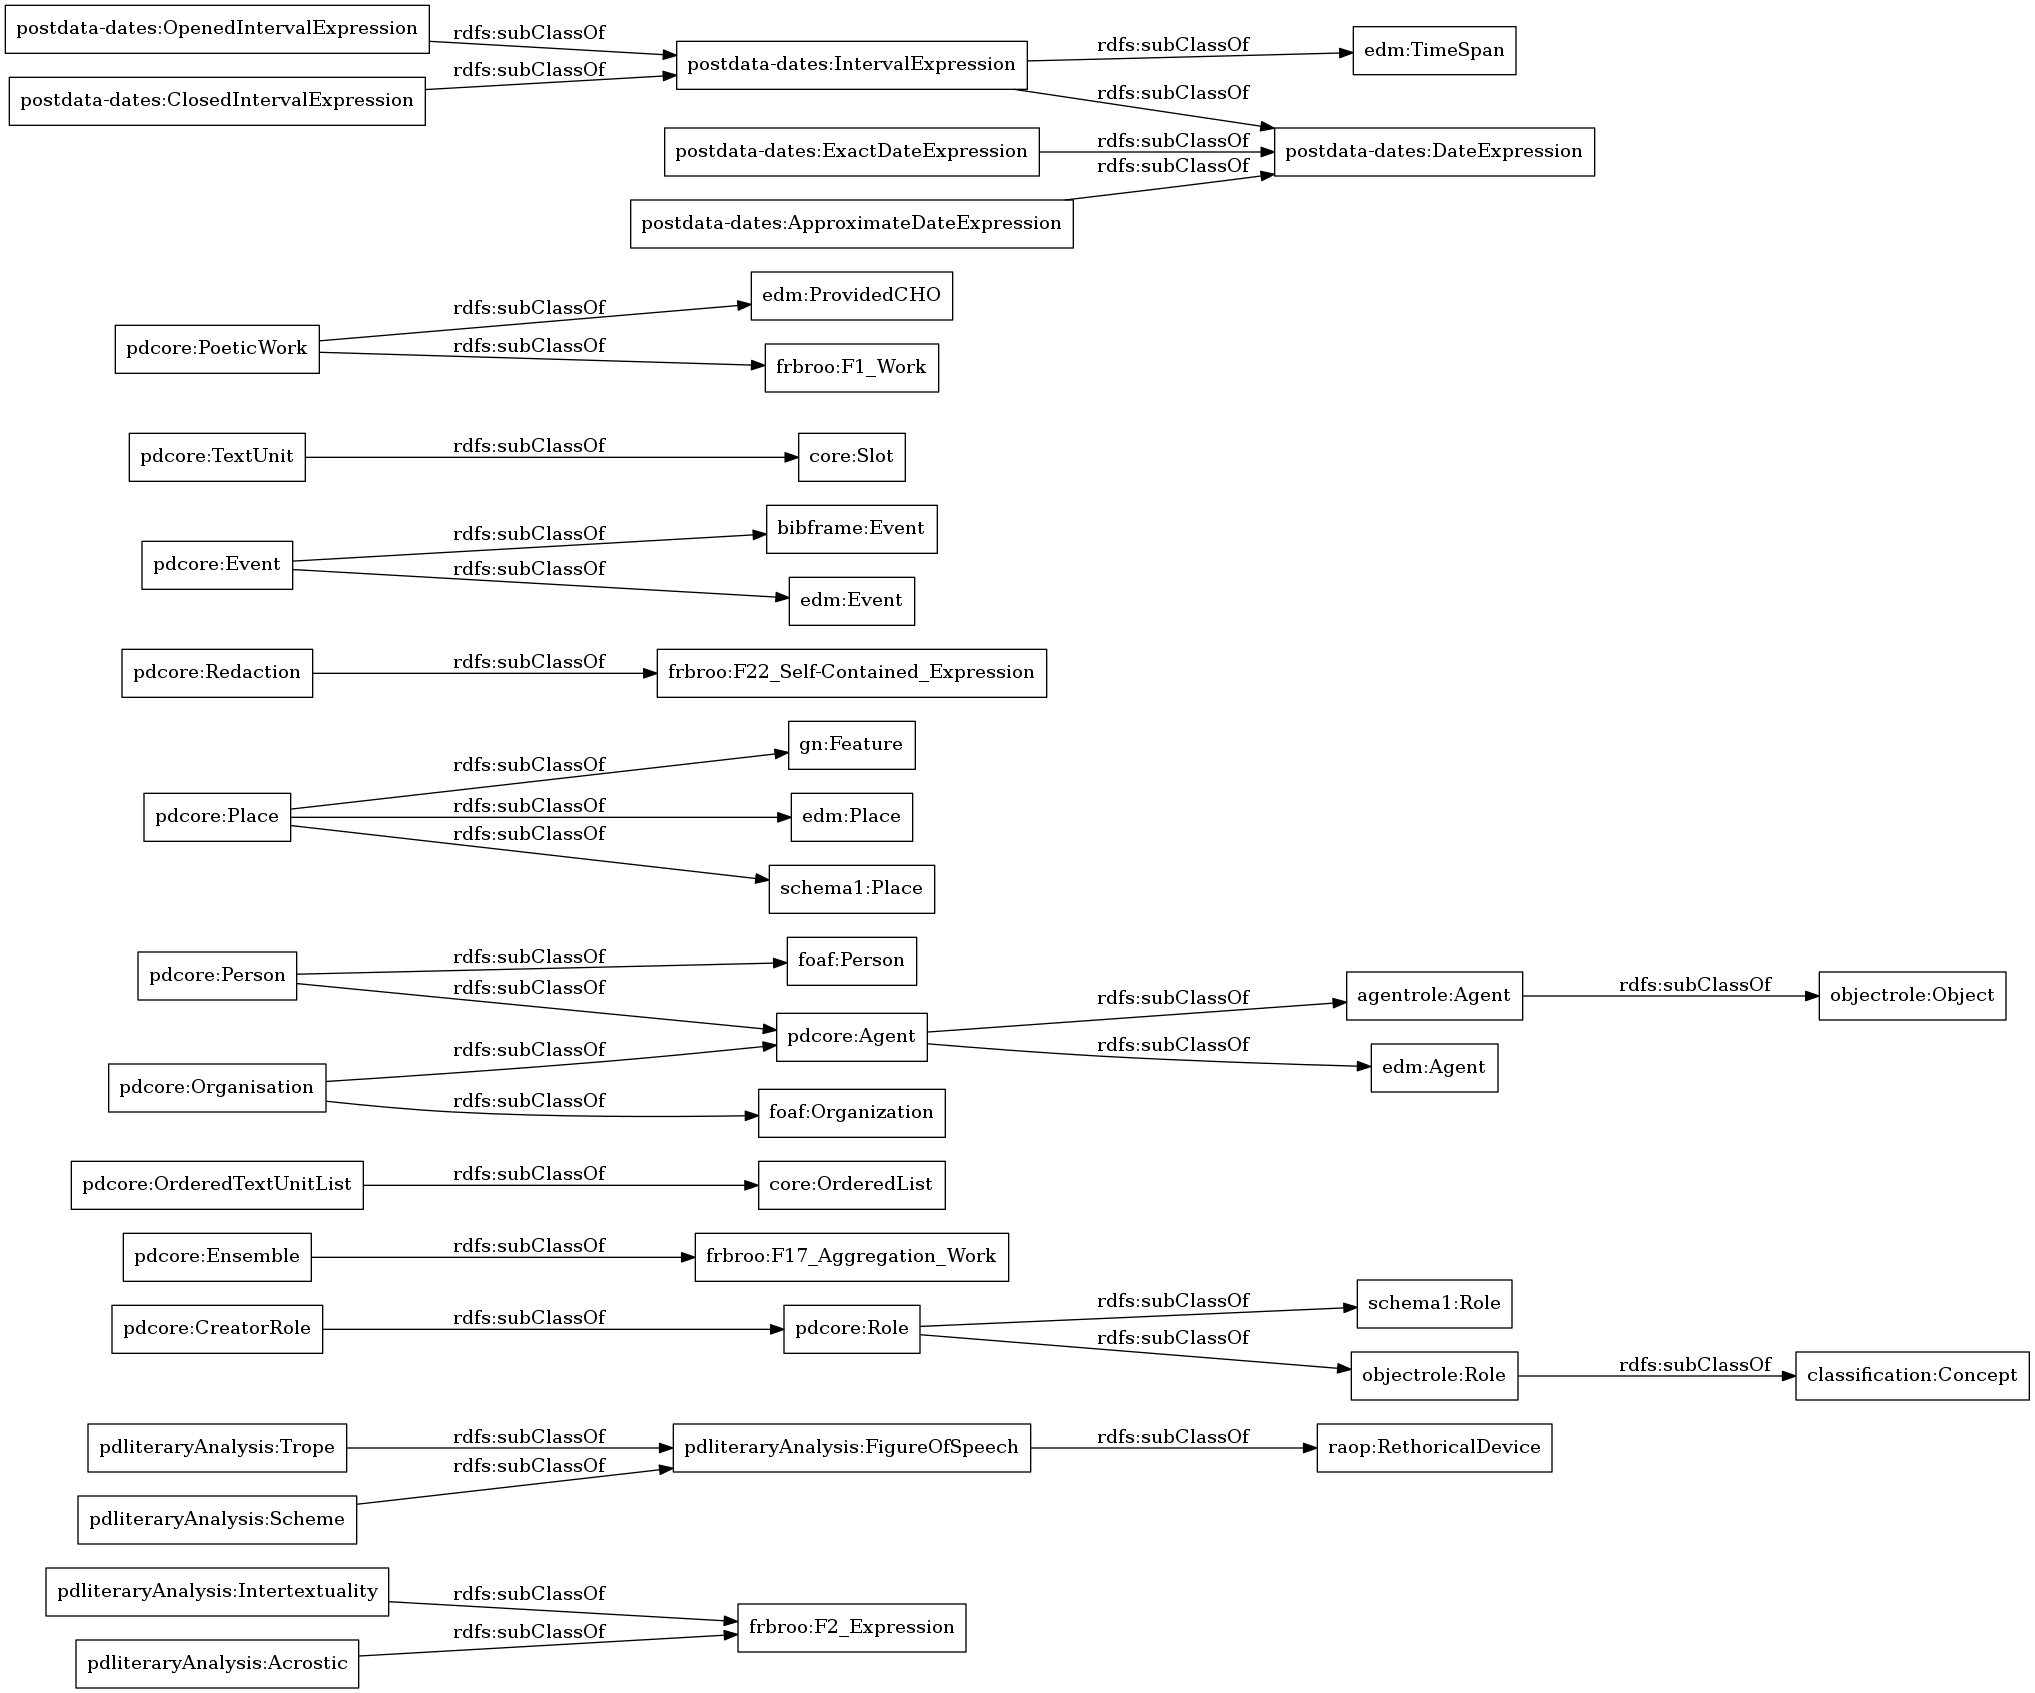 postdata-dates:OpenedIntervalExpression
rdfs:subClassOf
postdata-dates:ClosedIntervalExpression
rdfs:subClassOf
postdata-dates:IntervalExpression
rdfs:subClassOf
edm:TimeSpan
rdfs:subClassOf
postdata-dates:ExactDateExpression
rdfs:subClassOf
postdata-dates:DateExpression
rdfs:subClassOf
postdata-dates:ApproximateDateExpression
pdcore:PoeticWork
rdfs:subClassOf
edm:ProvidedCHO
rdfs:subClassOf
frbroo:F1_Work
pdcore:TextUnit
rdfs:subClassOf
core:Slot
pdcore:Event
rdfs:subClassOf
bibframe:Event
rdfs:subClassOf
edm:Event
pdcore:Redaction
rdfs:subClassOf
frbroo:F22_Self-Contained_Expression
pdcore:Place
rdfs:subClassOf
gn:Feature
rdfs:subClassOf
edm:Place
rdfs:subClassOf
schema1:Place
pdcore:Person
rdfs:subClassOf
foaf:Person
rdfs:subClassOf
pdcore:Agent
rdfs:subClassOf
agentrole:Agent
rdfs:subClassOf
objectrole:Object
rdfs:subClassOf
edm:Agent
pdcore:Organisation
rdfs:subClassOf
rdfs:subClassOf
foaf:Organization
pdcore:OrderedTextUnitList
rdfs:subClassOf
core:OrderedList
pdcore:Ensemble
rdfs:subClassOf
frbroo:F17_Aggregation_Work
pdcore:CreatorRole
rdfs:subClassOf
pdcore:Role
rdfs:subClassOf
schema1:Role
rdfs:subClassOf
objectrole:Role
rdfs:subClassOf
classification:Concept
pdliteraryAnalysis:Trope
rdfs:subClassOf
pdliteraryAnalysis:FigureOfSpeech
rdfs:subClassOf
raop:RethoricalDevice
rdfs:subClassOf
pdliteraryAnalysis:Scheme
pdliteraryAnalysis:Intertextuality
rdfs:subClassOf
frbroo:F2_Expression
rdfs:subClassOf
pdliteraryAnalysis:Acrostic